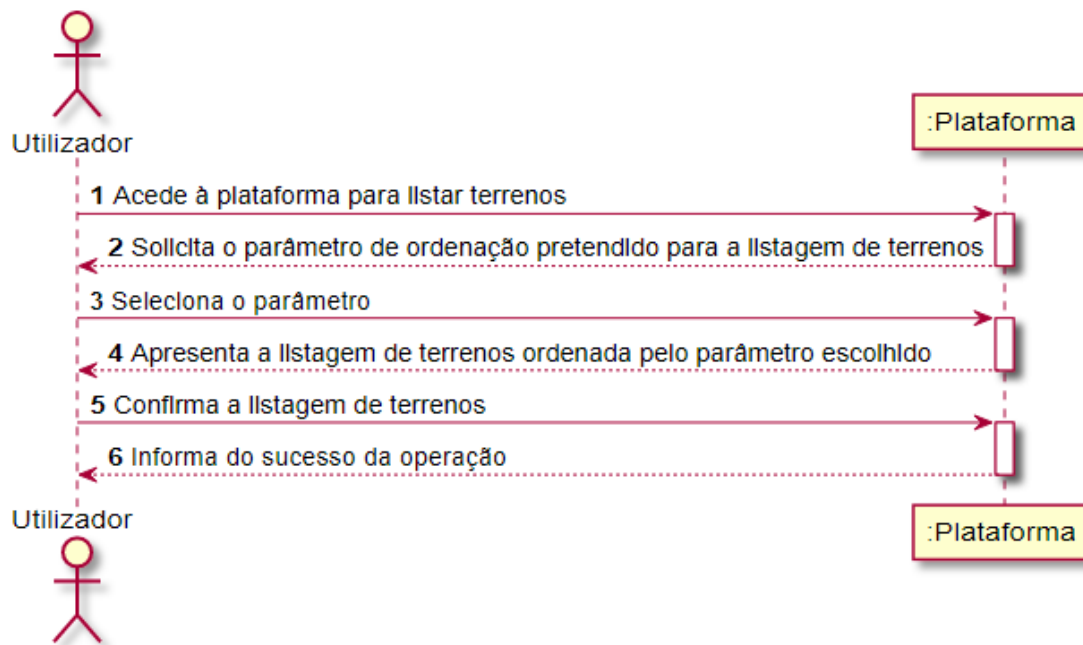 Utilizador
:Plataforma
1 Acede à plataforma para listar terrenos
2 Solicita o parâmetro de ordenação pretendido para a listagem de terrenos
3 Seleciona o parâmetro
4 Apresenta a listagem de terrenos ordenada pelo parâmetro escolhido
5 Confirma a listagem de terrenos
6 Informa do sucesso da operação
Utilizador
:Plataforma